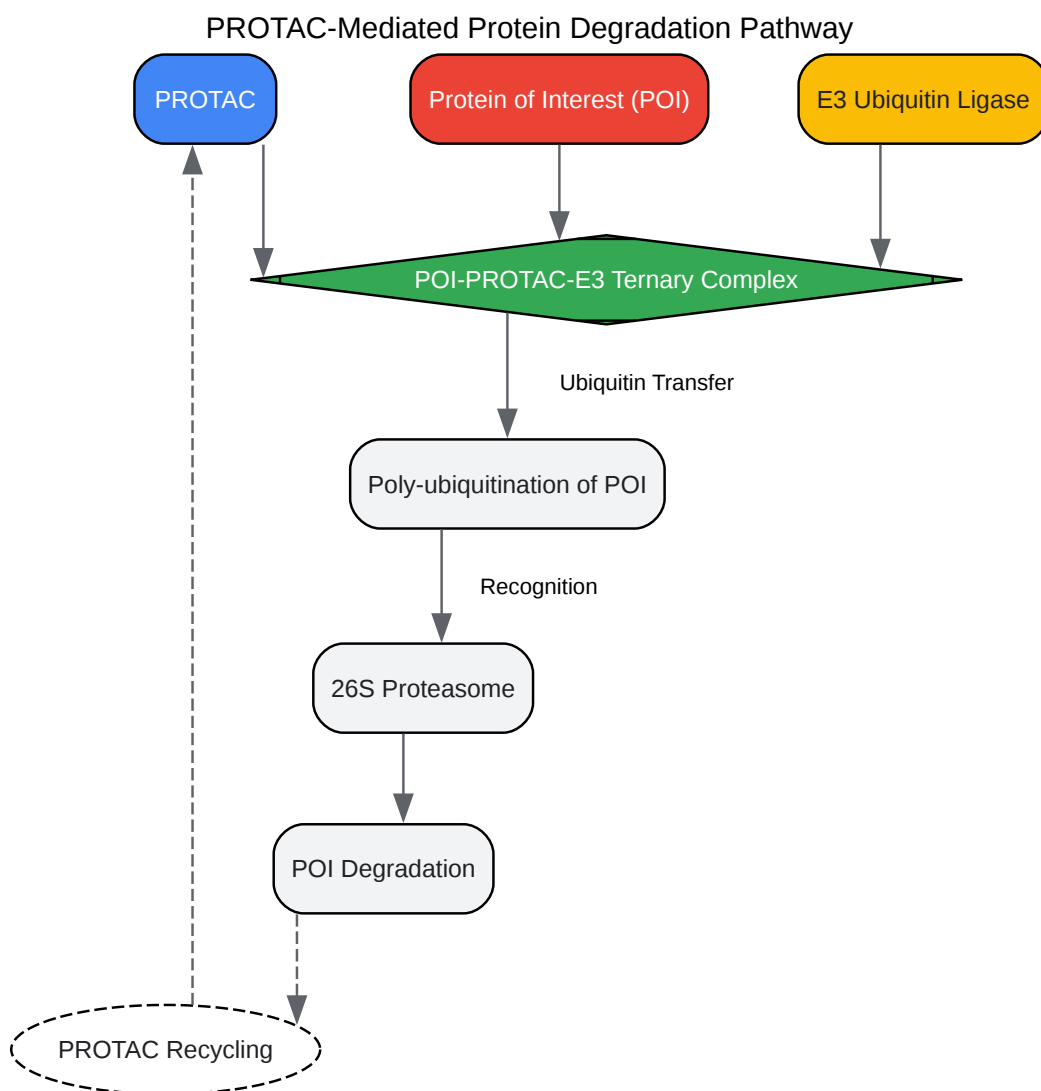 PROTAC-Mediated Protein Degradation Pathway
PROTAC
Protein of Interest (POI)
E3 Ubiquitin Ligase
POI-PROTAC-E3 Ternary Complex
Ubiquitin Transfer
Poly-ubiquitination of POI
Recognition
26S Proteasome
POI Degradation
PROTAC Recycling